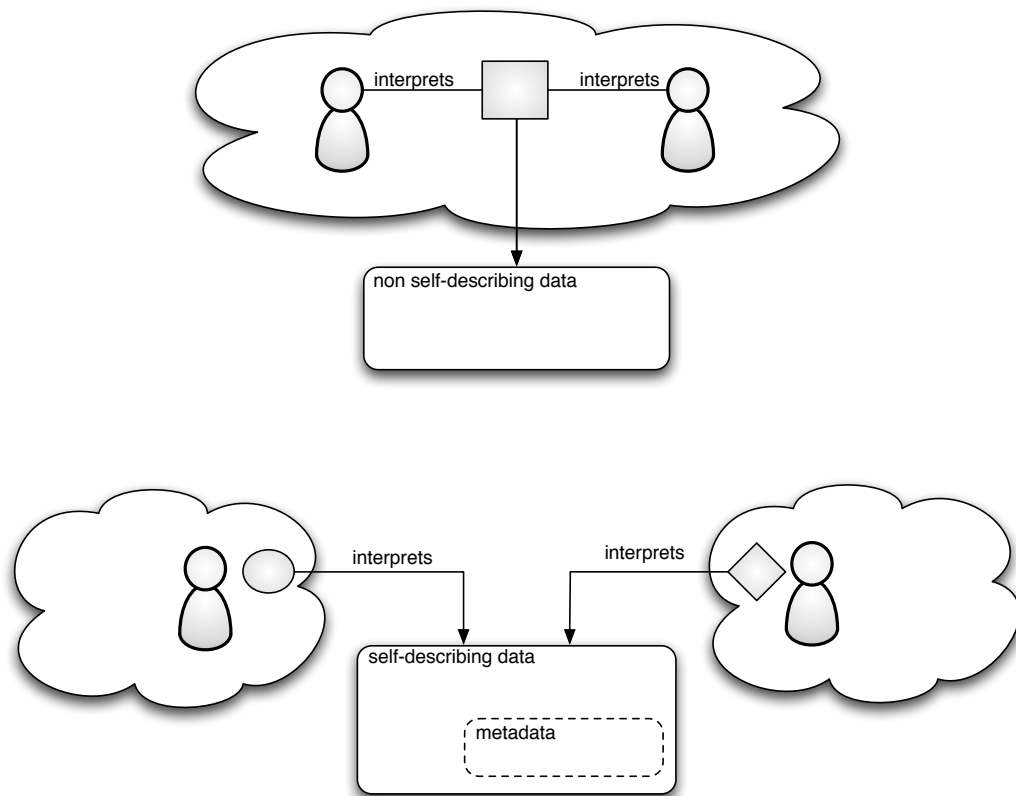 interprets
interprets
non self-describing data
interprets
interprets
self-describing data
metadata